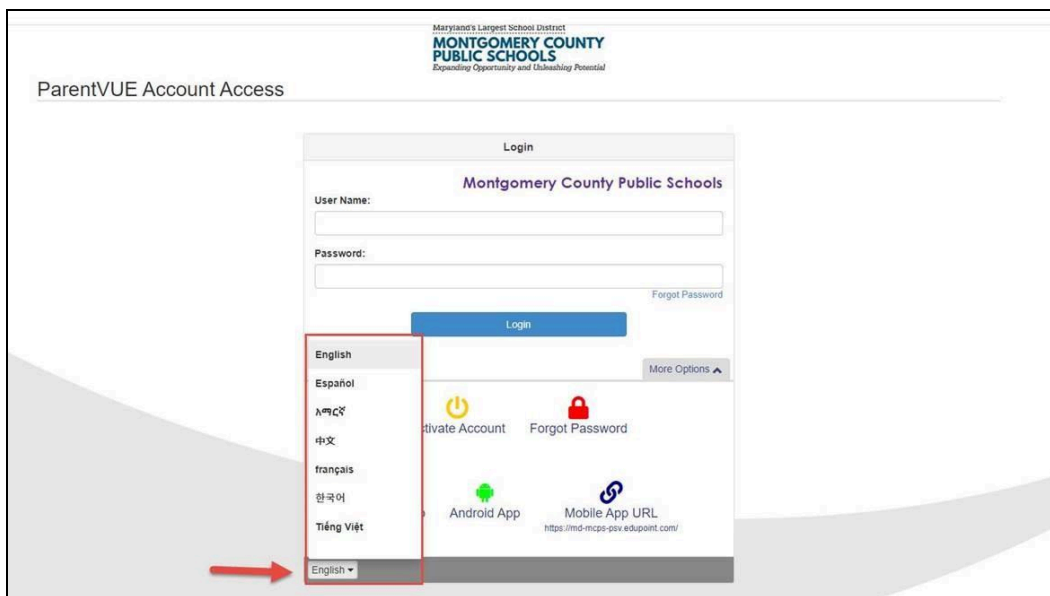 Maryland's Largest School District
MONTGOMERY COUNTY
PUBLIC SCHOOLS
Expanding Opportunity and Unleashing Potential
ParentVUE Account Access
Login
Montgomery County Public Schools
User Name:
Password:
Forgot Password
Login
More Options
English
Español
አማርኛ
中文
français
한국어
Tiếng Việt
tivate Account
Forgot Password
Android App
Mobile App URL
https://md-mcps-psv.edupoint.com/
English